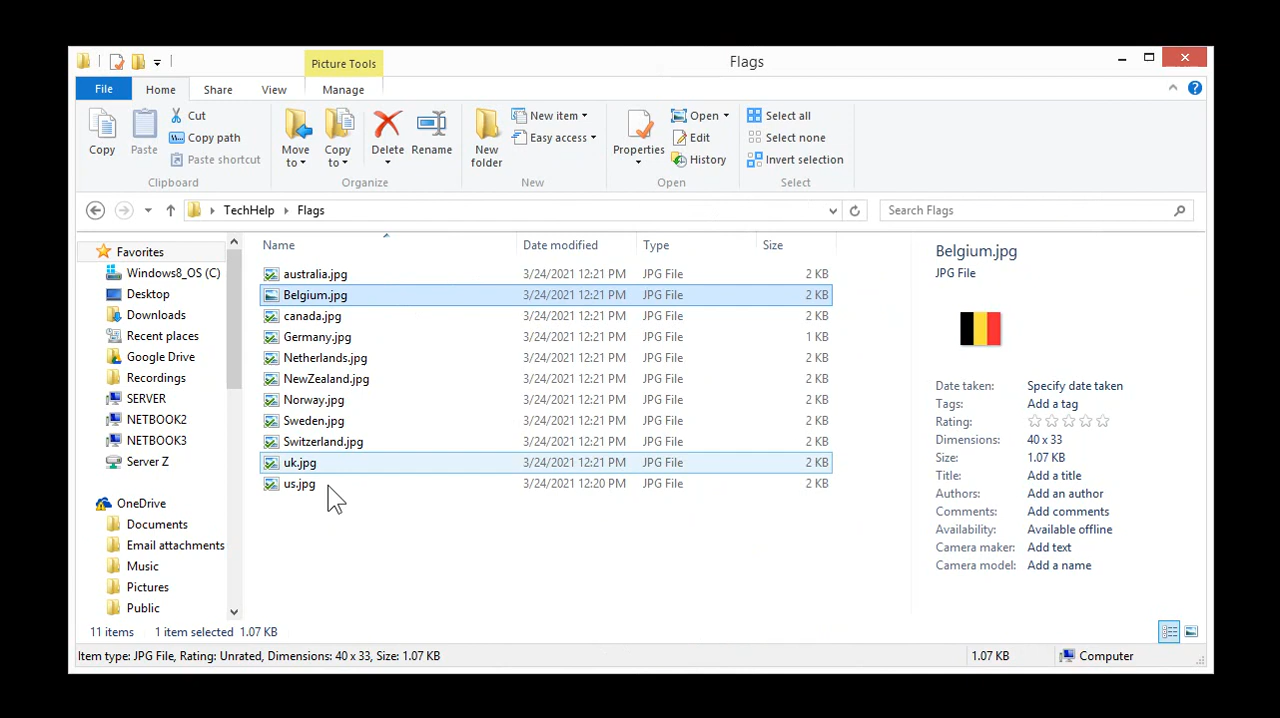 Picture Tools
Flags
File Home Share View Manage
Copy
Paste
Cut
Copy path
Paste shortcut
Clipboard
Move to
Copy to
Delete
Rename
Organize
New folder
New item
Easy access
New
Properties
Open
Edit
History
Open
Select all
Select none
Invert selection
Select
TechHelp Flags
Search Flags
Favorites
Windows8_OS (C)
Desktop
Downloads
Recent places
Google Drive
Recordings
SERVER
NETBOOK2
NETBOOK3
Server Z
OneDrive
Documents
Email attachments
Music
Pictures
Public
Name Date modified Type Size
australia.jpg 3/24/2021 12:21 PM JPG File 2 KB
Belgium.jpg 3/24/2021 12:21 PM JPG File 2 KB
canada.jpg 3/24/2021 12:21 PM JPG File 2 KB
Germany.jpg 3/24/2021 12:21 PM JPG File 1 KB
Netherlands.jpg 3/24/2021 12:21 PM JPG File 2 KB
NewZealand.jpg 3/24/2021 12:21 PM JPG File 2 KB
Norway.jpg 3/24/2021 12:21 PM JPG File 2 KB
Sweden.jpg 3/24/2021 12:21 PM JPG File 2 KB
Switzerland.jpg 3/24/2021 12:21 PM JPG File 2 KB
uk.jpg 3/24/2021 12:21 PM JPG File 2 KB
us.jpg 3/24/2021 12:20 PM JPG File 2 KB
Belgium.jpg
JPG File
Date taken: Specify date taken
Tags: Add a tag
Rating:
Dimensions: 40 x 33
Size: 1.07 KB
Title: Add a title
Authors: Add an author
Comments: Add comments
Availability: Available offline
Camera maker: Add text
Camera model: Add a name
11 items 1 item selected 1.07 KB
Item type: JPG File, Rating: Unrated, Dimensions: 40 x 33, Size: 1.07 KB 1.07 KB Computer